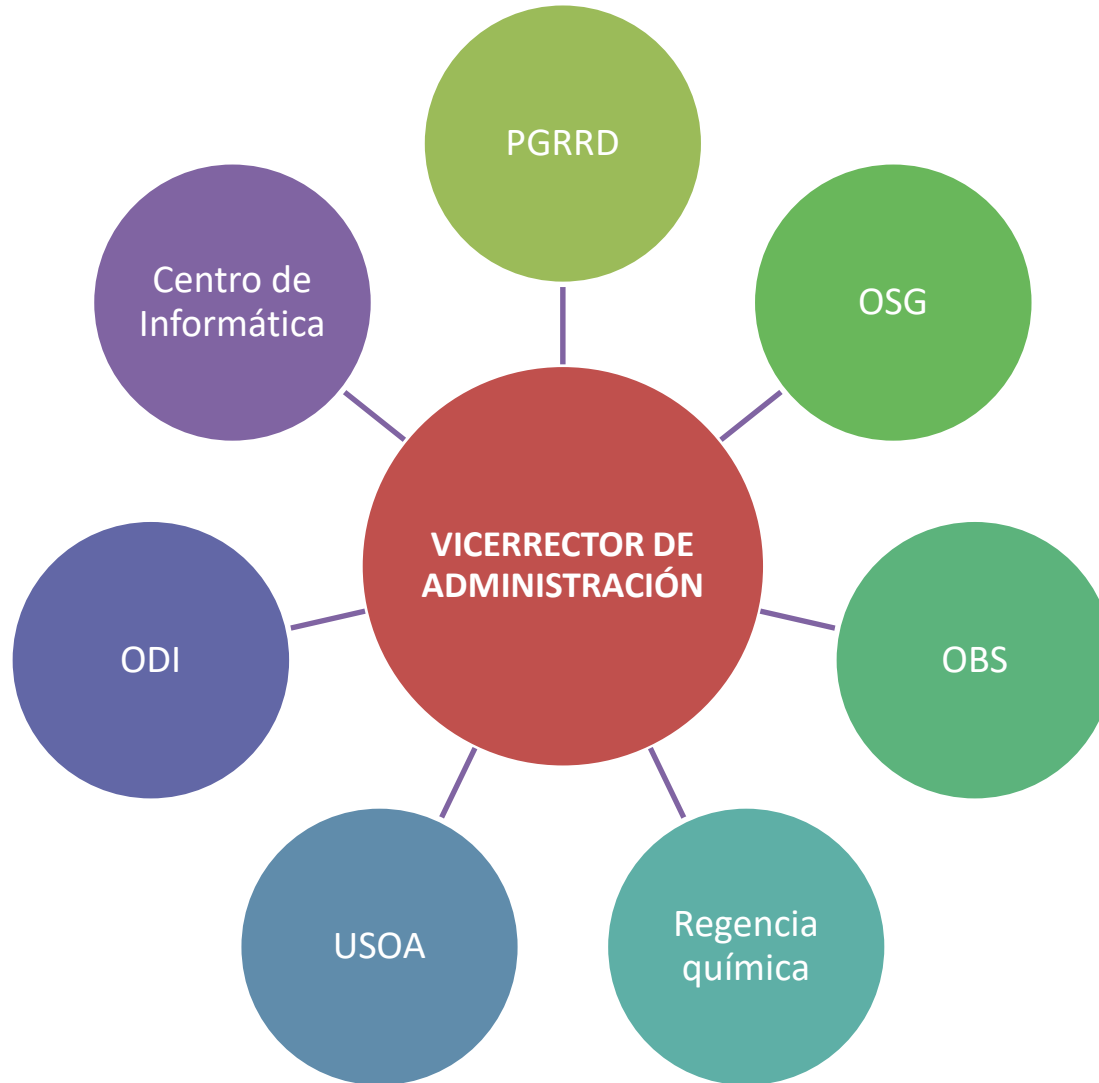 PGRRD
Centro de
Informática
OSG
VICERRECTOR DE
ADMINISTRACIÓN
ODI
OBS
USOA
Regencia
química